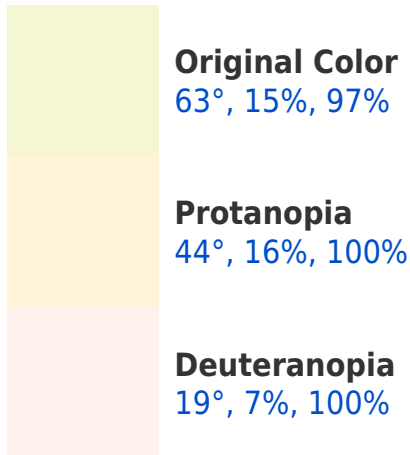 Original Color
63°, 15%, 97%
Protanopia
44°, 16%, 100%
Deuteranopia
19°, 7%, 100%